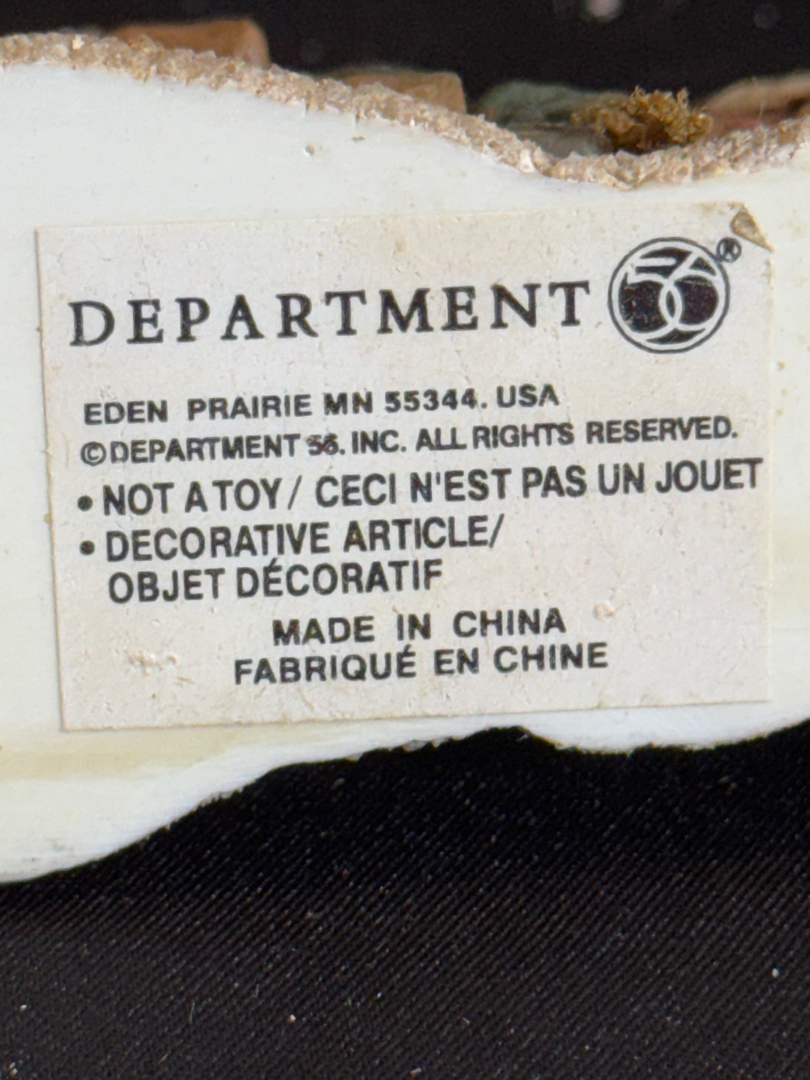 DEPARTMENT 56®
EDEN PRAIRIE MN 55344. USA
©DEPARTMENT 56. INC. ALL RIGHTS RESERVED.
• NOT A TOY/ CECI N'EST PAS UN JOUET
• DECORATIVE ARTICLE/
OBJET DÉCORATIF
MADE IN CHINA
FABRIQUÉ EN CHINE